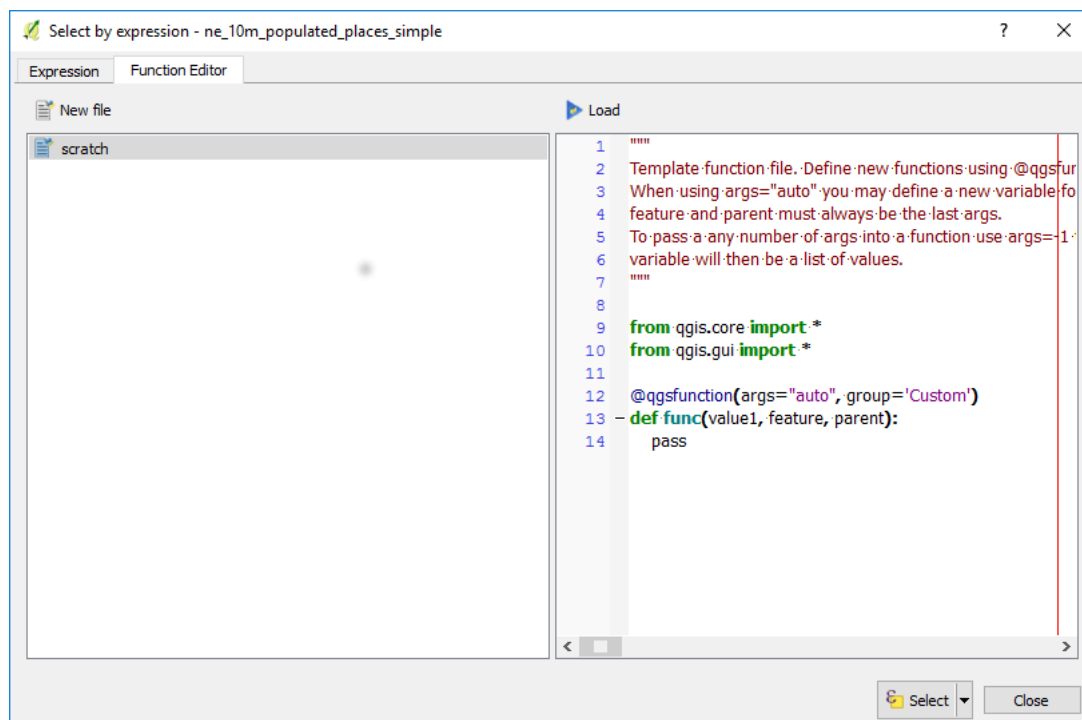 Select by expression - ne_10m_populated_places_simple
Expression
Function Editor
New file
Load
scratch
1 """
2 Template function file. Define new functions using @qgsfun
3 When using args="auto" you may define a new variable fo
4 feature and parent must always be the last args.
5 To pass a any number of args into a function use args=-1
6 variable will then be a list of values.
7 """
8
9 from qgis.core import *
10 from qgis.gui import *
11
12 @qgsfunction(args="auto", group='Custom')
13 def func(value1, feature, parent):
14 pass
Select
Close